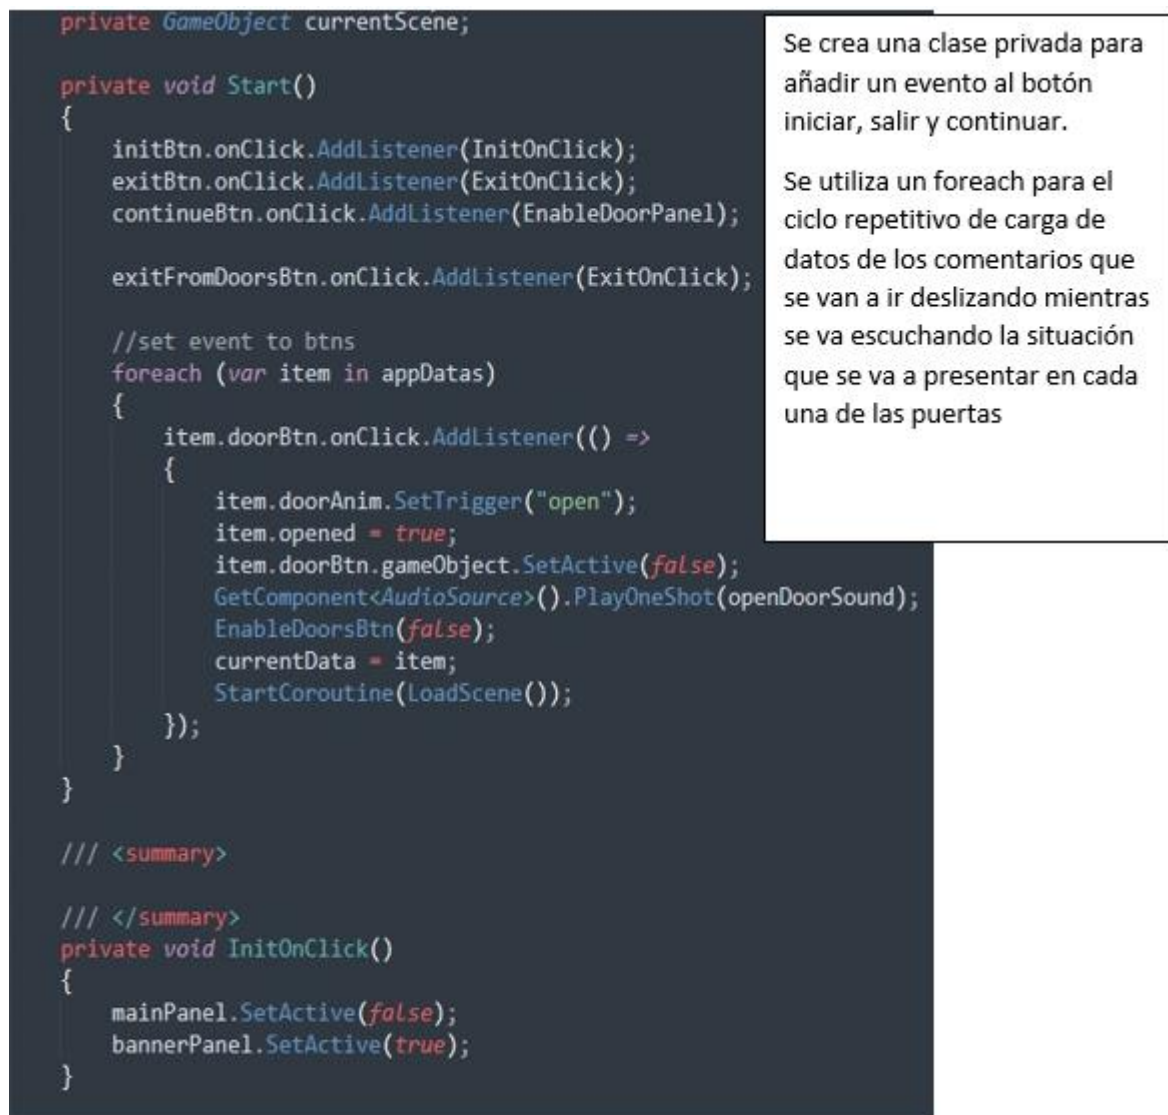 private GameObject currentScene;
private void Start()
{
    initBtn.onClick.AddListener(InitOnClick);
    exitBtn.onClick.AddListener(ExitOnClick);
    continueBtn.onClick.AddListener(EnableDoorPanel);
    exitFromDoorsBtn.onClick.AddListener(ExitOnClick);
    //set event to btns
    foreach (var item in appDatas)
    {
        item.doorBtn.onClick.AddListener(() =>
        {
            item.doorAnim.SetTrigger("open");
            item.opened = true;
            item.doorBtn.gameObject.SetActive(false);
            GetComponent<AudioSource>().PlayOneShot(openDoorSound);
            EnableDoorsBtn(false);
            currentData = item;
            StartCoroutine(LoadScene());
        });
    }
}
/// <summary>
/// </summary>
private void InitOnClick()
{
    mainPanel.SetActive(false);
    bannerPanel.SetActive(true);
}
Se crea una clase privada para
añadir un evento al botón
iniciar, salir y continuar.
Se utiliza un foreach para el
ciclo repetitivo de carga de
datos de los comentarios que
se van a ir deslizando mientras
se va escuchando la situación
que se va a presentar en cada
una de las puertas